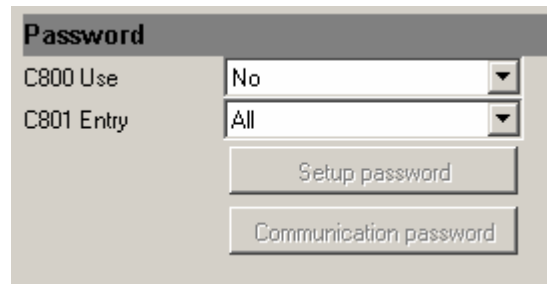 Password
C800 Use No
C801 Entry All
Setup password
Communication password